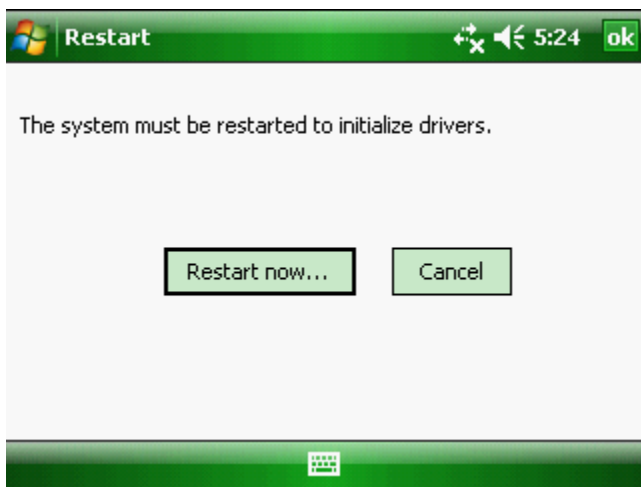 Restart 5:24 ok
The system must be restarted to initialize drivers.
Restart now... Cancel